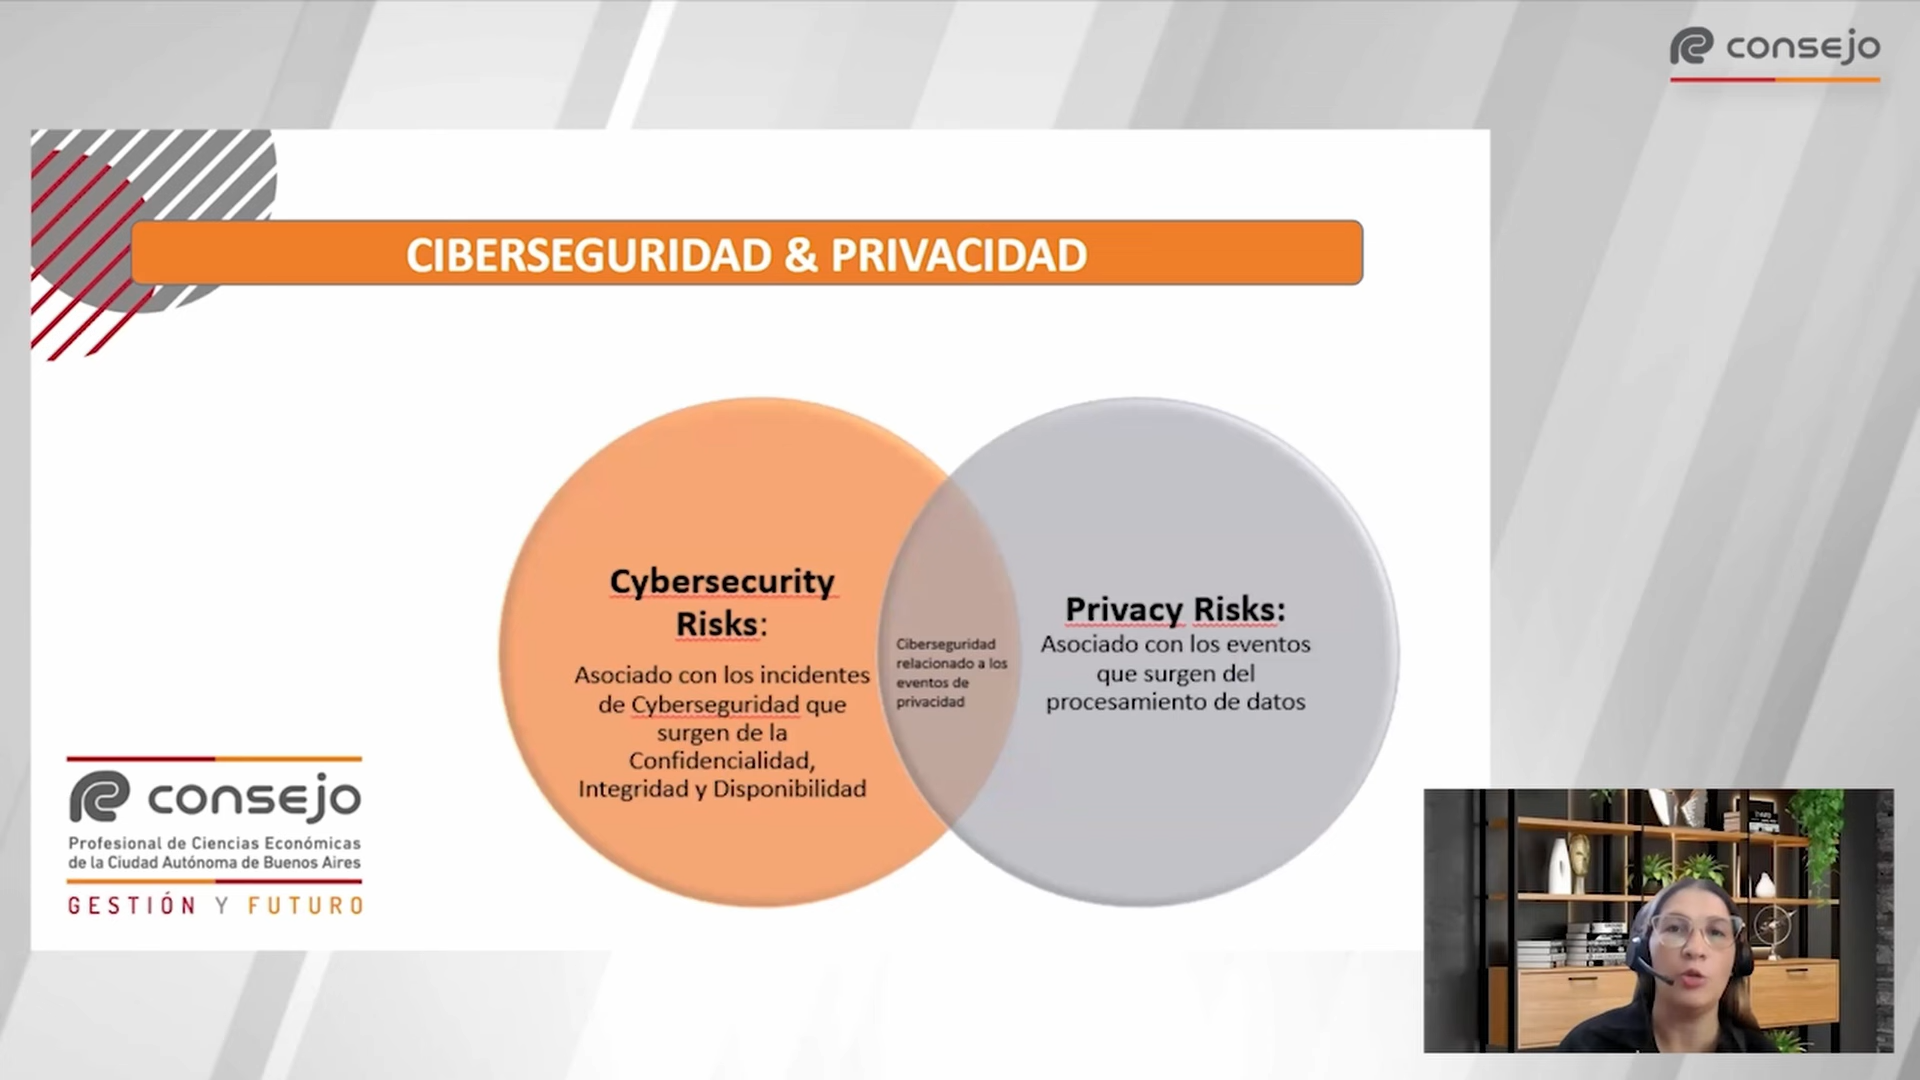 consejo
CIBERSEGURIDAD & PRIVACIDAD
Cybersecurity
Risks:
Asociado con los incidentes
de Cyberseguridad que
surgen de la
Confidencialidad,
Integridad y Disponibilidad
Ciberseguridad
relacionado a los
eventos de
privacidad
Privacy Risks:
Asociado con los eventos
que surgen del
procesamiento de datos
consejo
Profesional de Ciencias Económicas
de la Ciudad Autónoma de Buenos Aires
GESTIÓN Y FUTURO